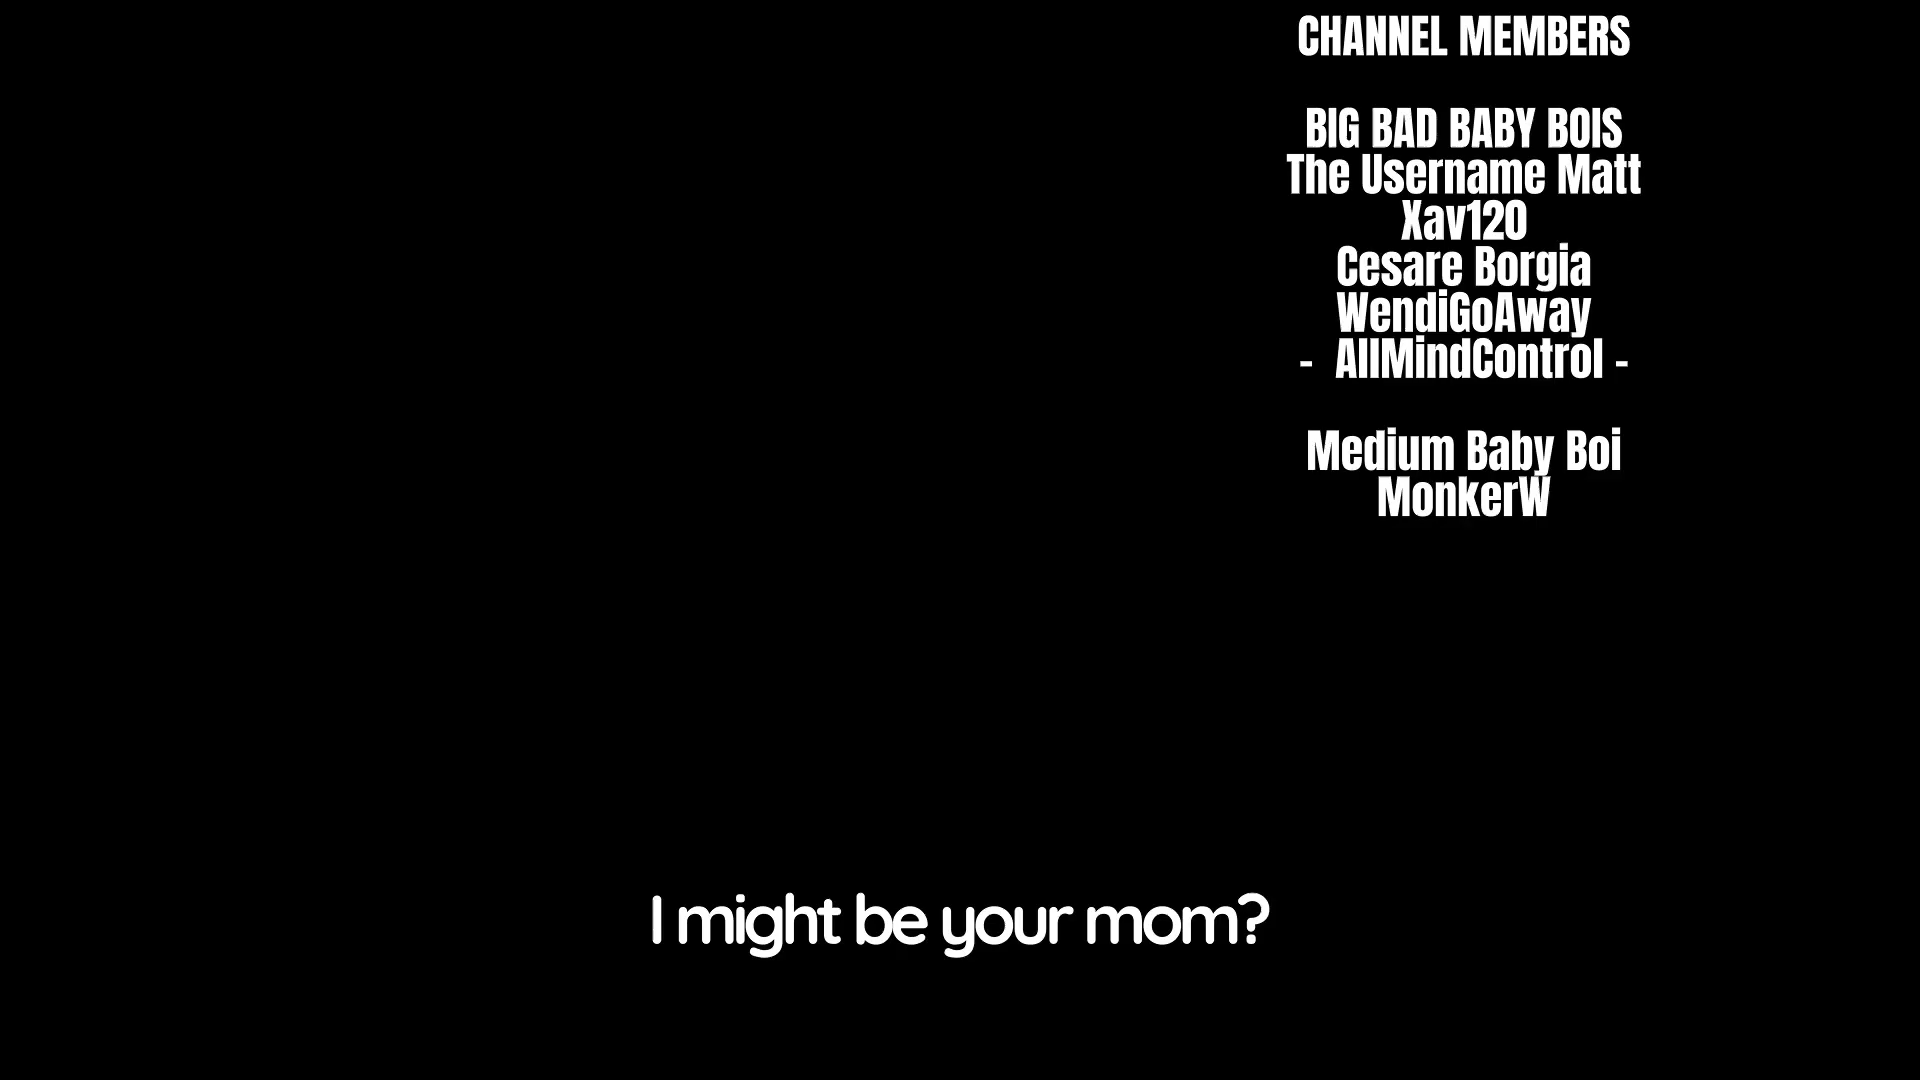 CHANNEL MEMBERS
BIG BAD BABY BOIS
The Username Matt
Xav120
Cesare Borgia
WendiGoAway
- AllMindControl -
Medium Baby Boi
MonkerW
I might be your mom?